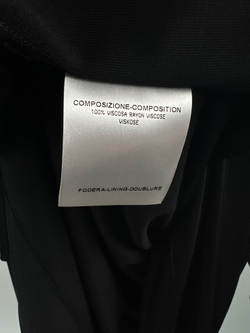 COMPOSIZIONE-COMPOSITION
100% VISCOSA RAYON VISCOSE
VISKOSE
FODERA-LINING-DOUBLURE